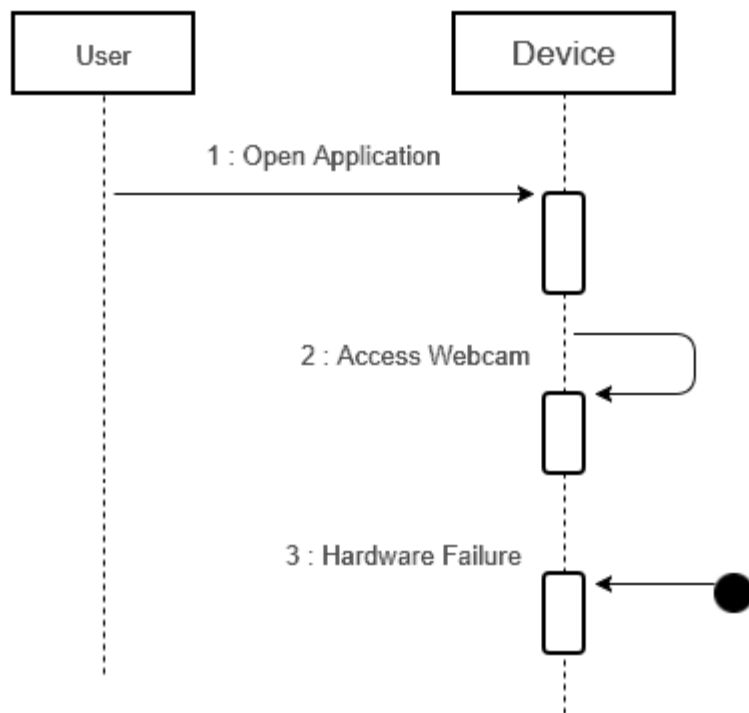 User
Device
1 : Open Application
2 : Access Webcam
3 : Hardware Failure